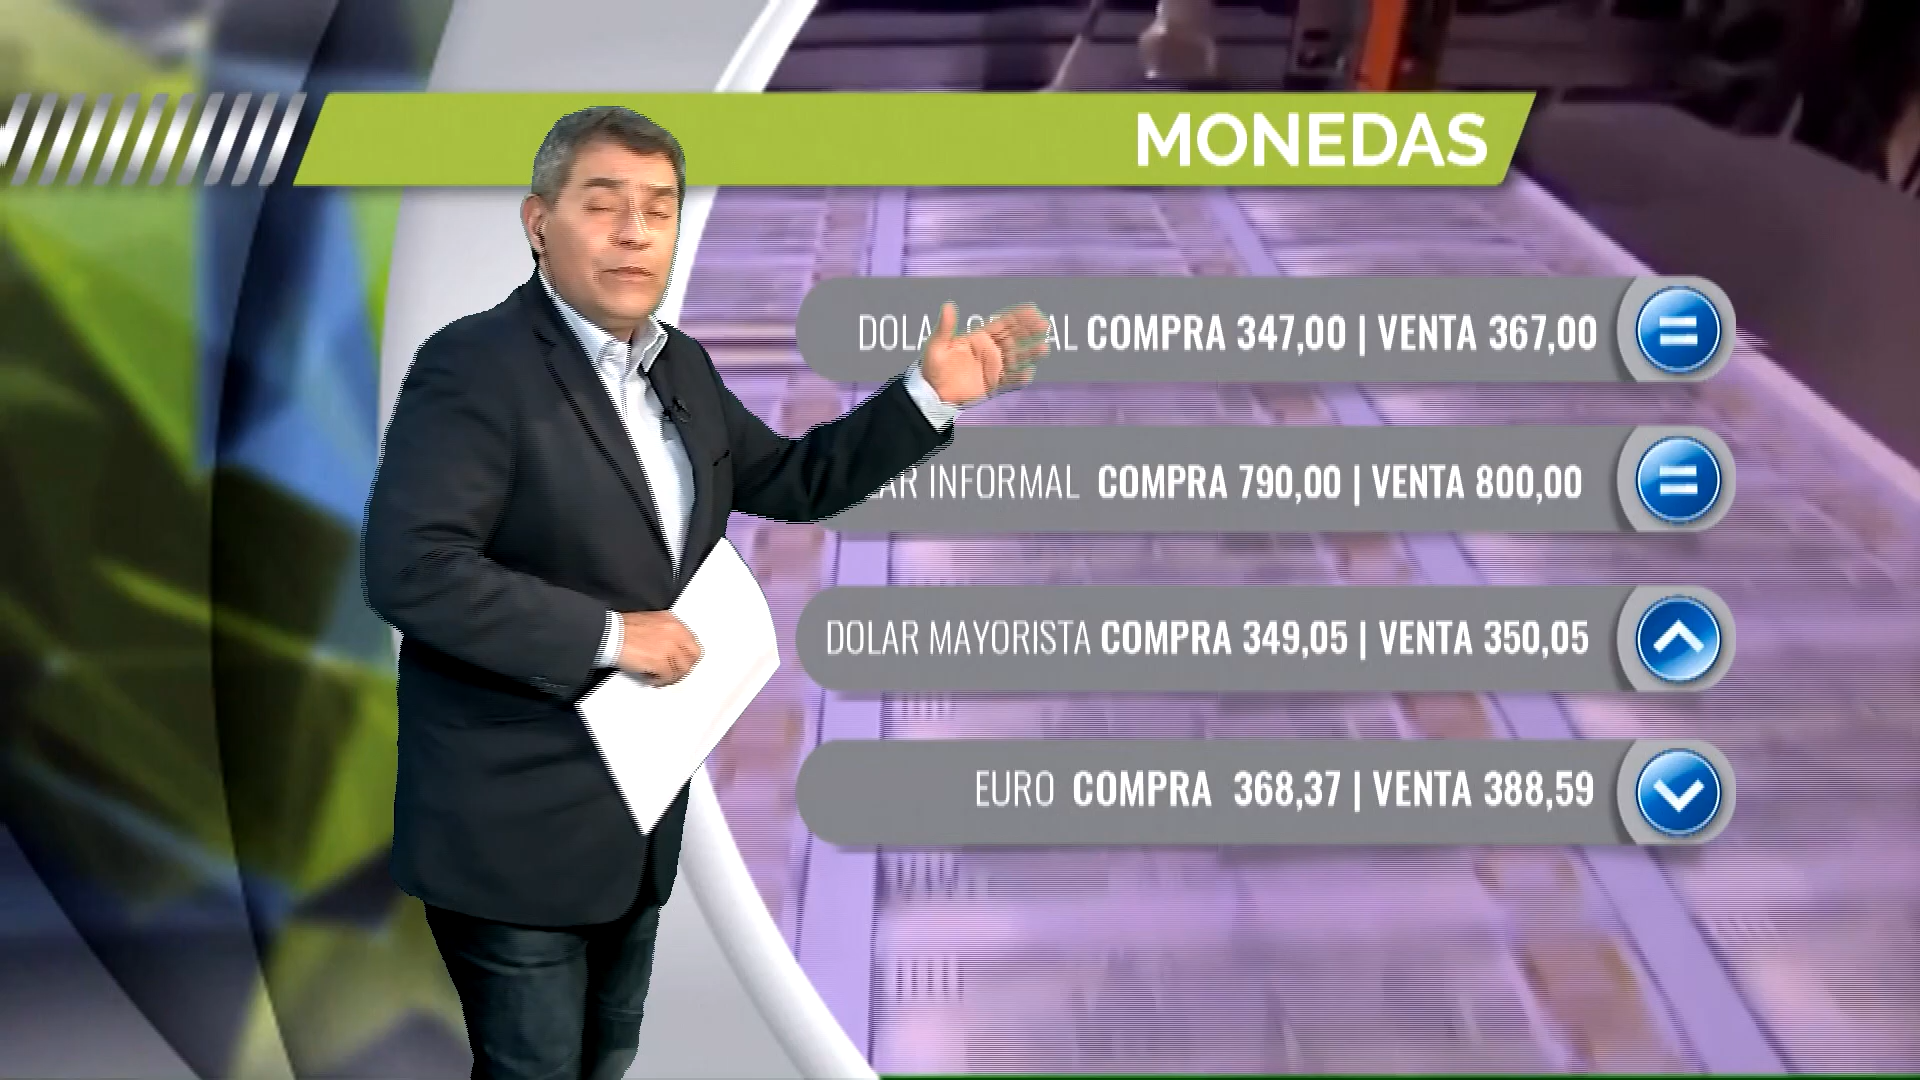 MONEDAS
COMPRA 347,00 | VENTA 367,00
INFORMAL COMPRA 790,00 | VENTA 800,00
DOLAR MAYORISTA COMPRA 349,05 | VENTA 350,05
EURO COMPRA 368,37 | VENTA 388,59